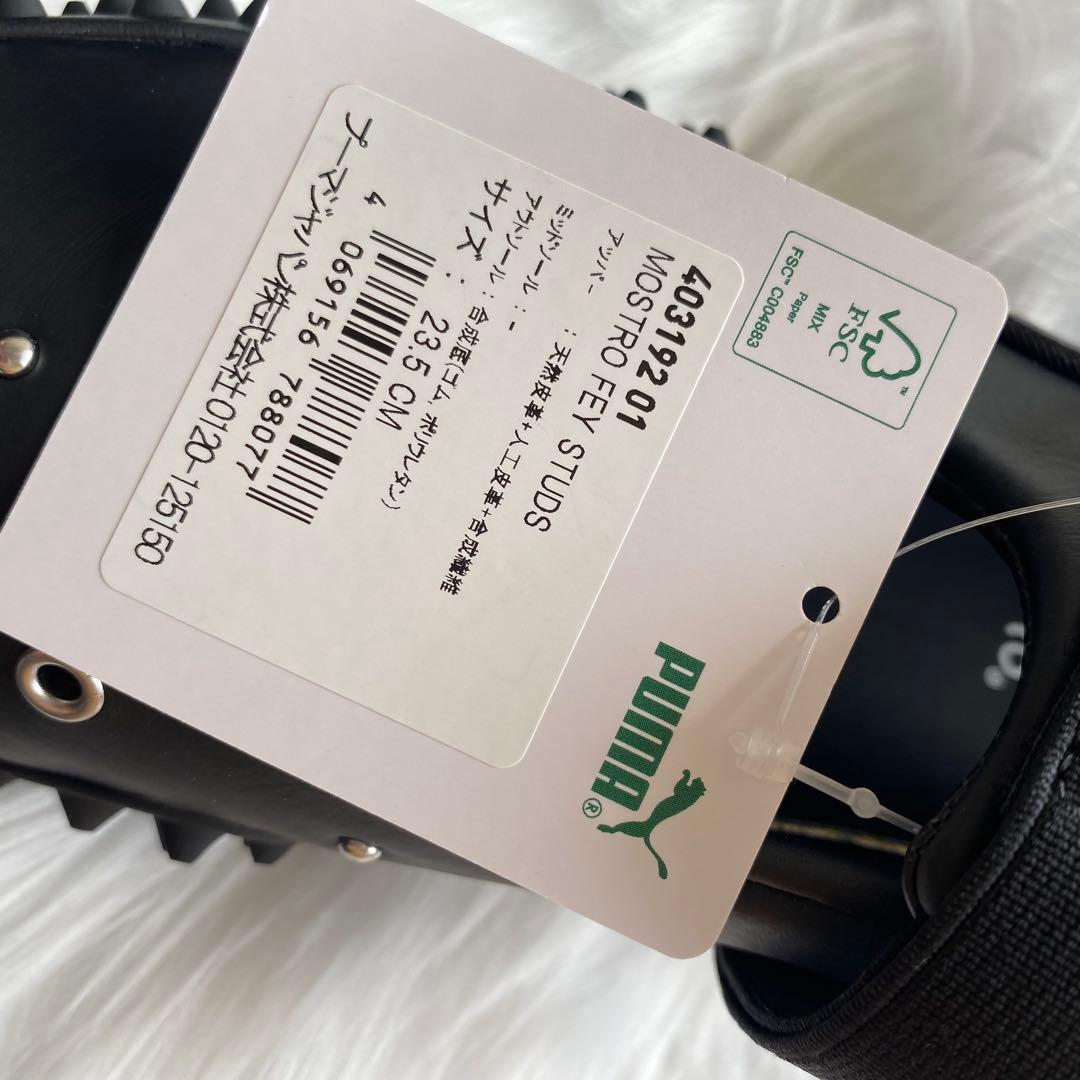 403192 01
MOSTRO FEY STUDS
アッパー : 天然皮革+人工皮革+合成繊維
ミッドソール : -
アウトソール : 合成底(ゴム, ポリウレタン)
サイズ : 23.5 CM
4 069156 788077
プーマジャパン株式会社0120-125150
FSC
MIX
Paper
FSC™ C004883
PUMA®